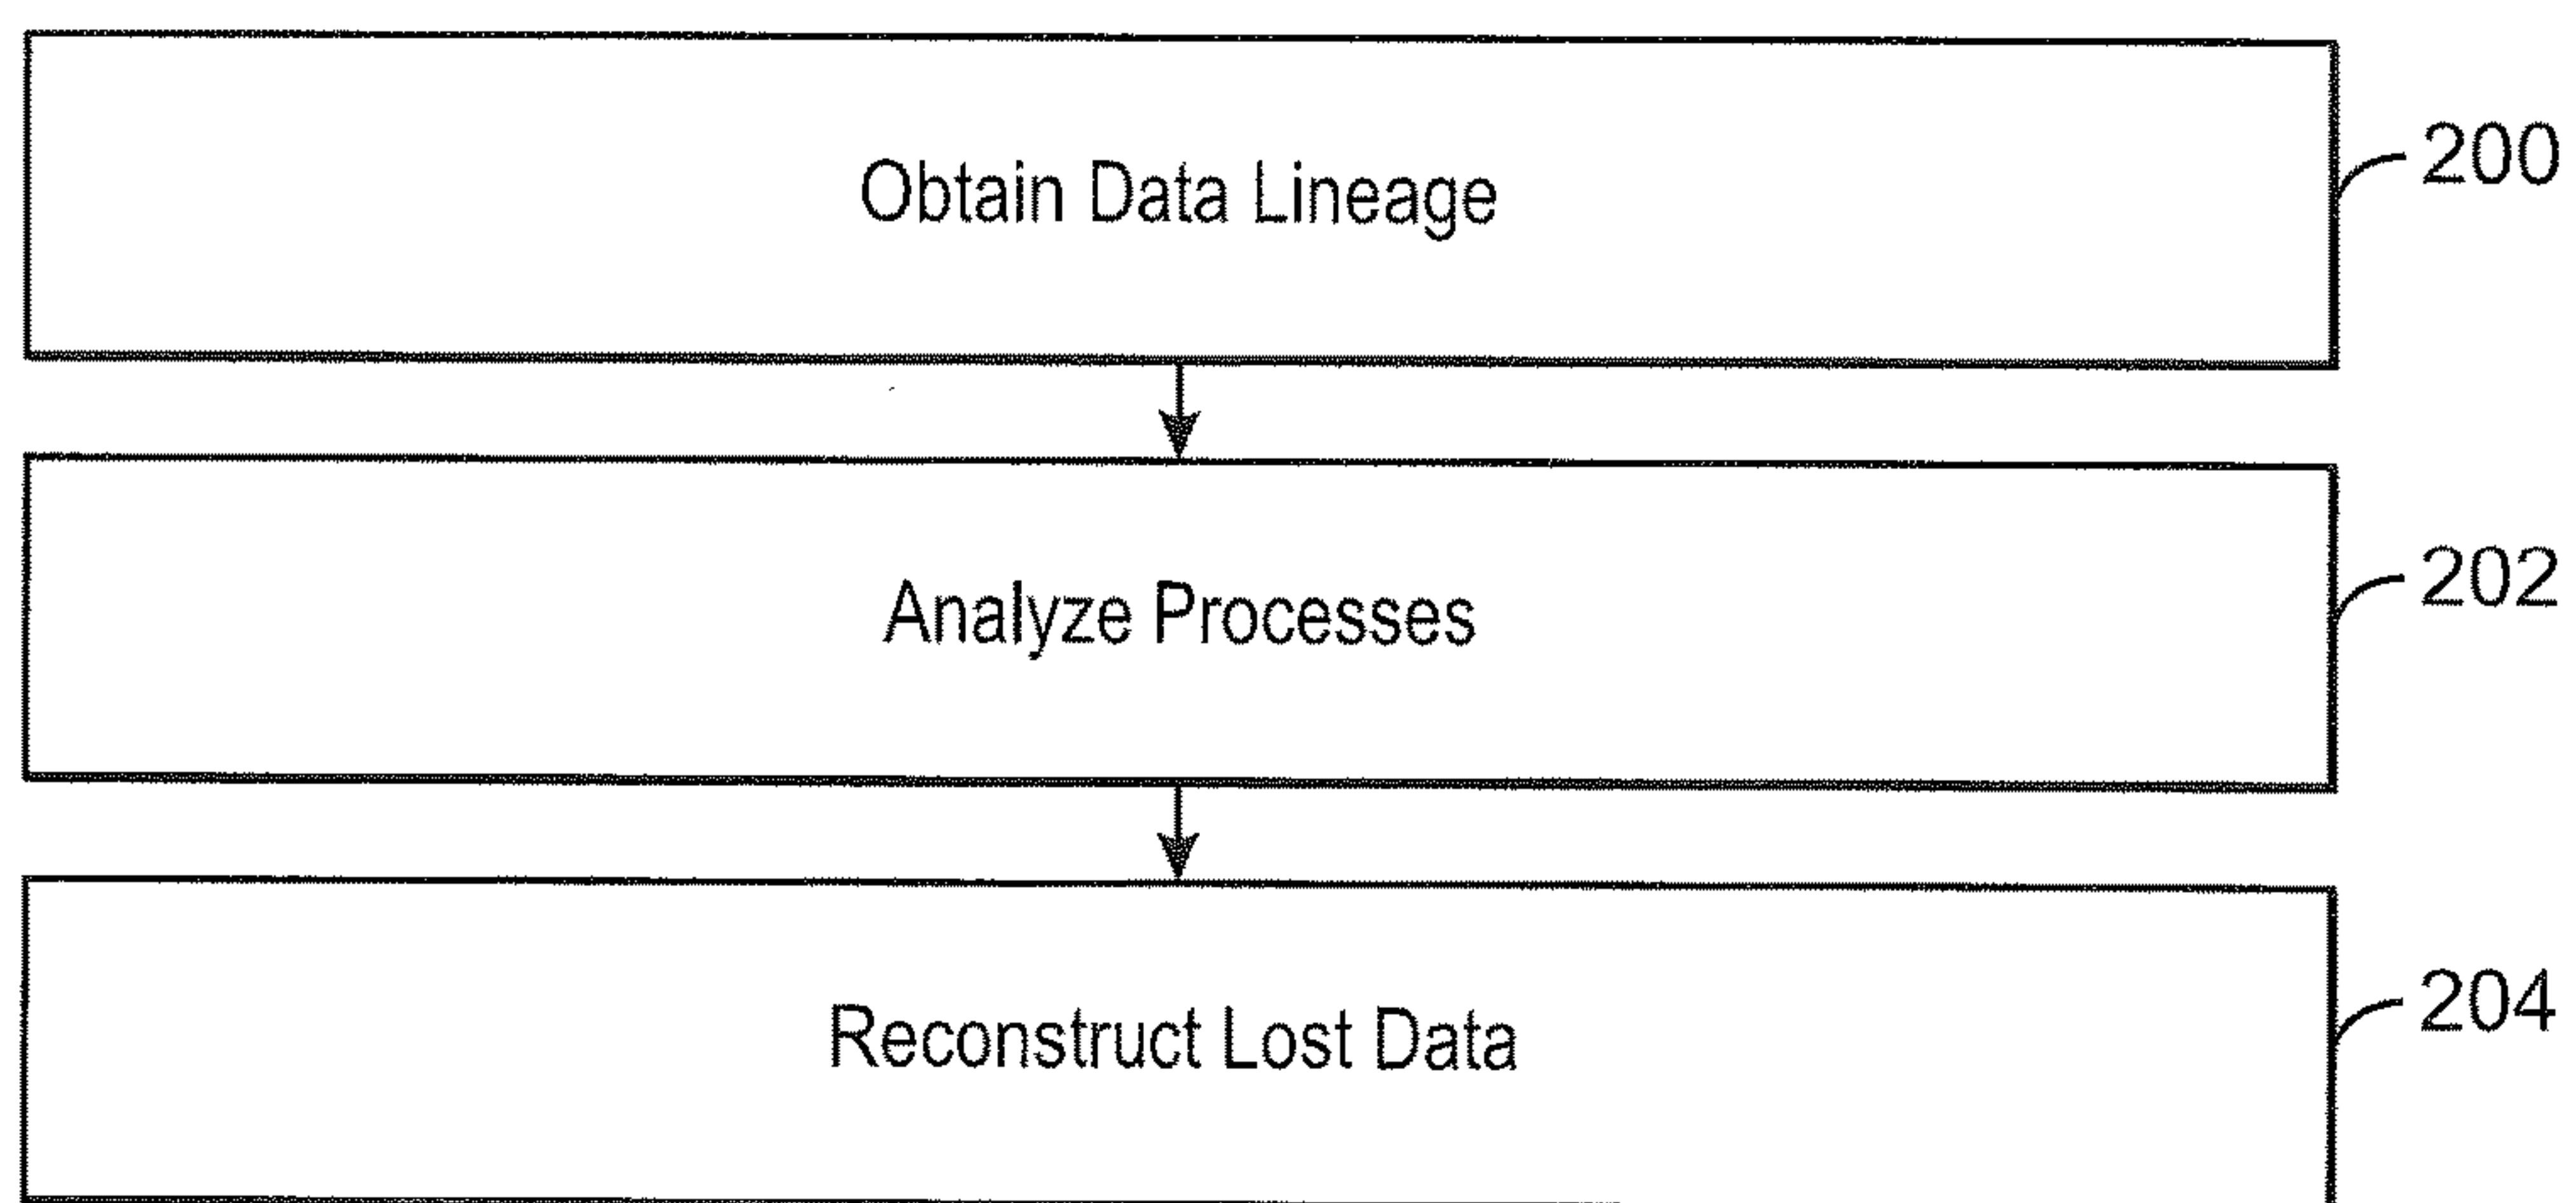 Obtain Data Lineage
200
Analyze Processes
202
Reconstruct Lost Data
204